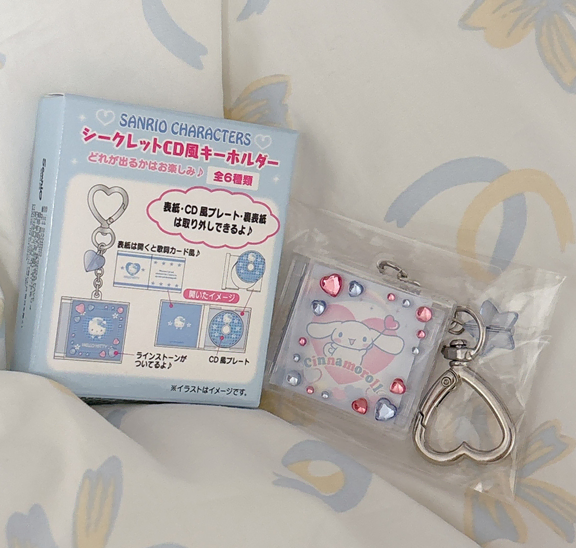 SANRIO CHARACTERS
シークレットCD風キーホルダー
どれが出るかはお楽しみ♪ 全6種類
表紙・CD風プレート・裏表紙
は取り外しできるよ♪
表紙は開くと歌詞カード風♪
開いたイメージ
ラインストーンが
ついてるよ♪
CD風プレート
※イラストはイメージです。
Cinnamoroll